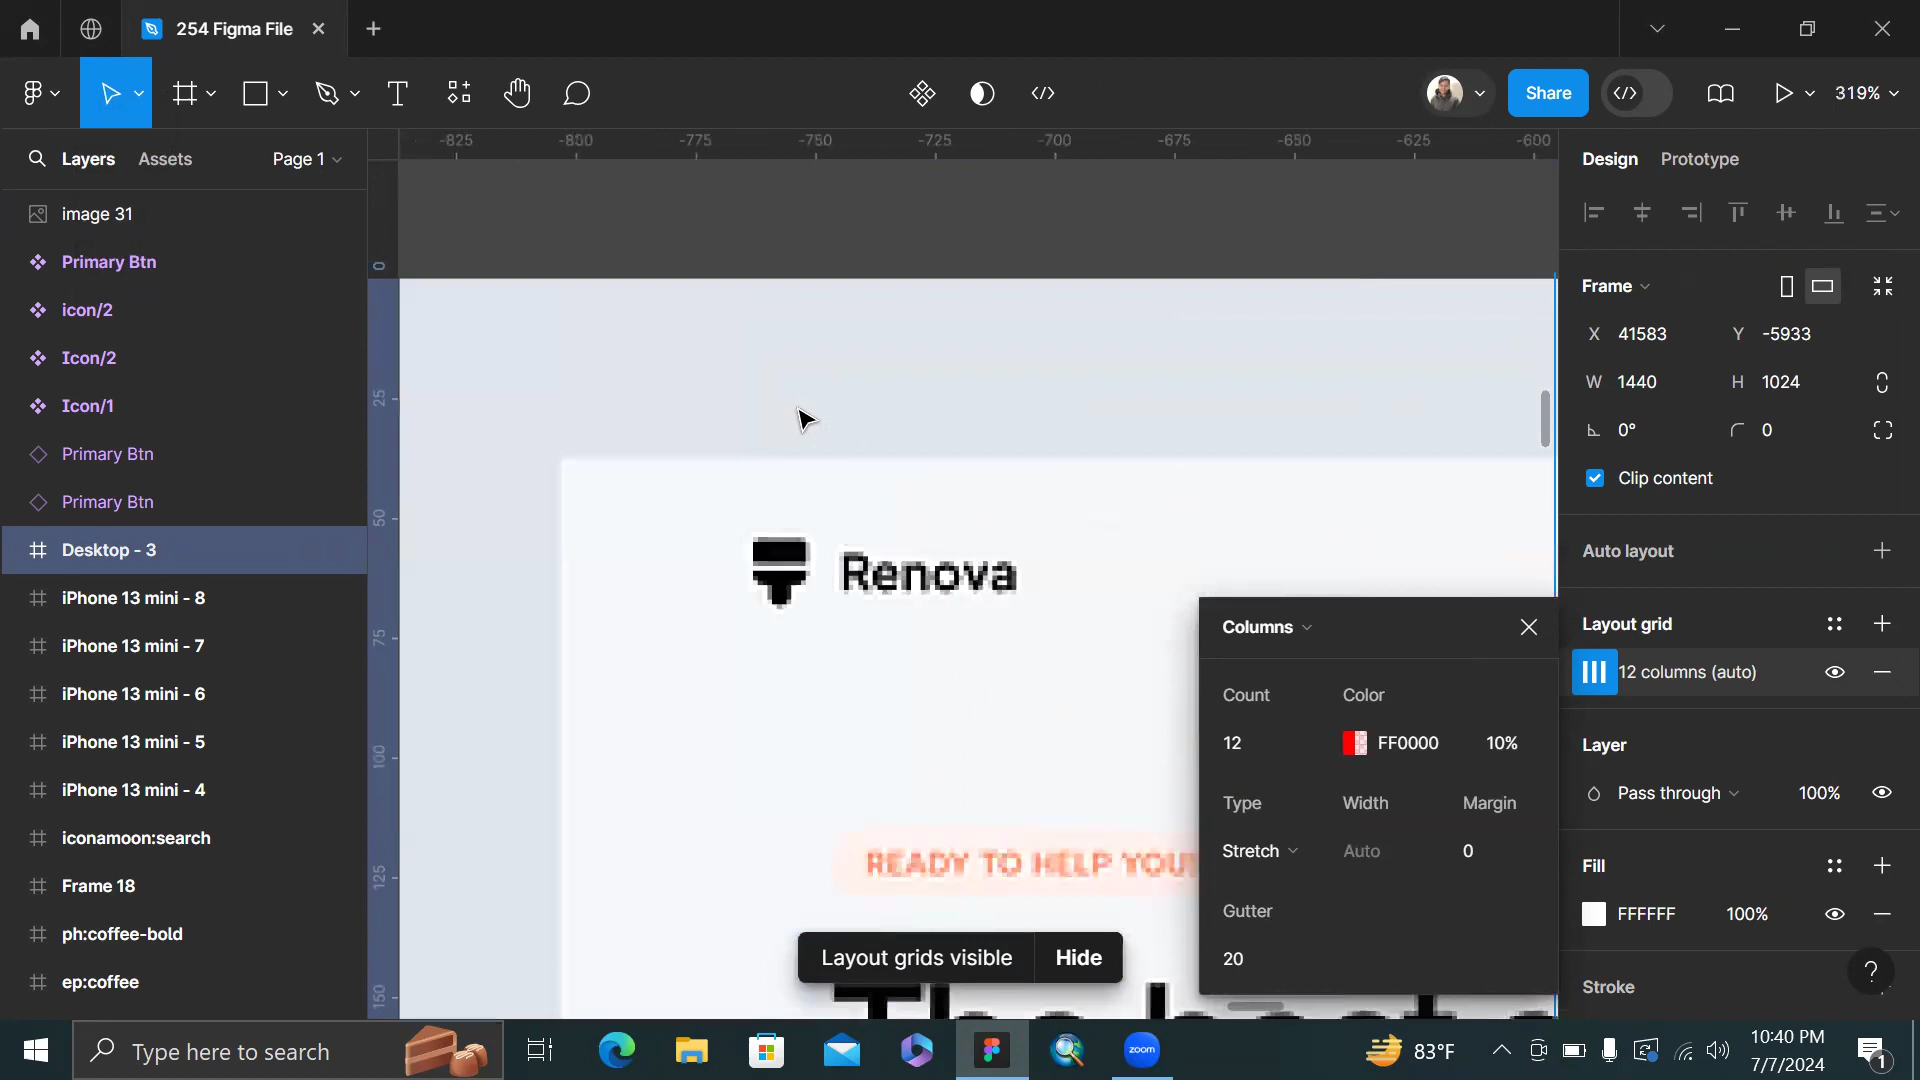 254 Figma File
Share
319%
Layers
Assets
Page 1
-825
-800
-775
-750
-725
-700
-675
-650
-625
-600
Design
Prototype
image 31
Primary Btn
icon/2
Icon/2
Icon/1
Primary Btn
Primary Btn
Desktop - 3
iPhone 13 mini - 8
iPhone 13 mini - 7
iPhone 13 mini - 6
iPhone 13 mini - 5
iPhone 13 mini - 4
iconamoon:search
Frame 18
ph:coffee-bold
ep:coffee
0
25
50
75
100
125
150
Renova
READY TO HELP YOU
Layout grids visible
Hide
Columns
Count
Color
12
FF0000
10%
Type
Width
Margin
Stretch
Auto
0
Gutter
20
Frame
X 41583
Y -5933
W 1440
H 1024
0°
0
Clip content
Auto layout
Layout grid
12 columns (auto)
Layer
Pass through
100%
Fill
FFFFFF
100%
Stroke
?
Type here to search
zoom
83°F
10:40 PM
7/7/2024
1